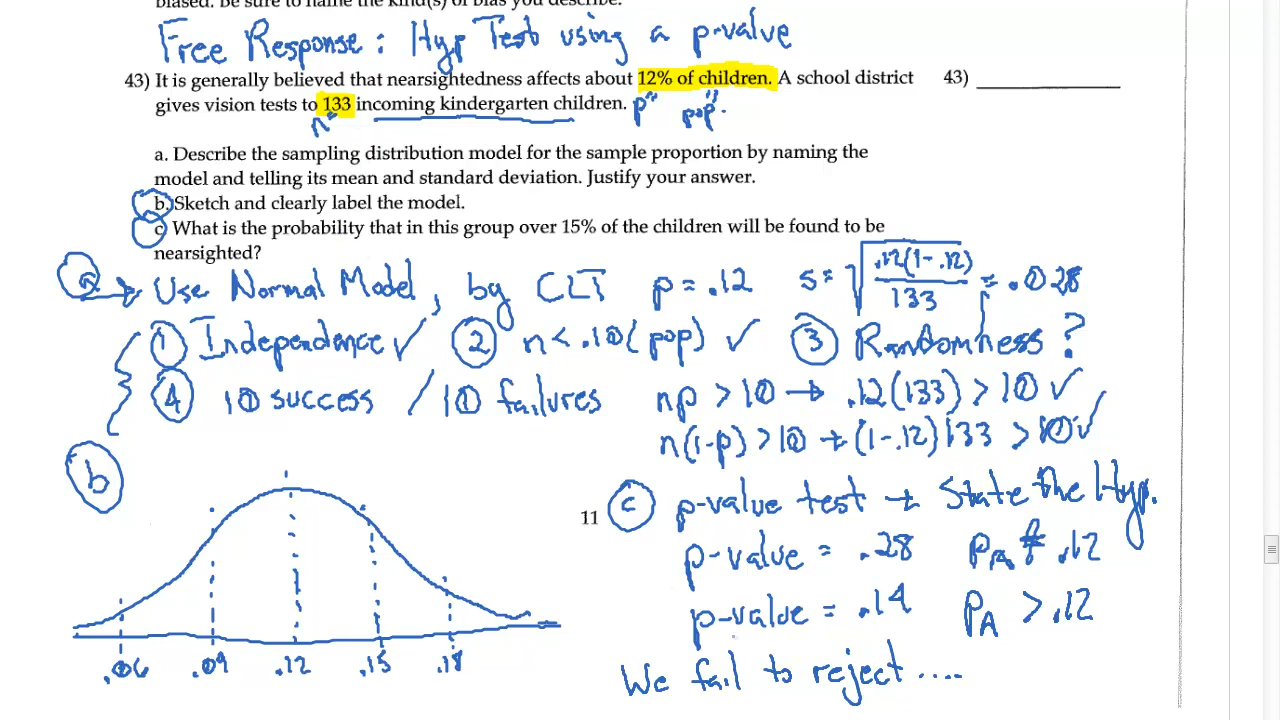 biased. Be sure to name the kind(s) of bias you describe.
Free Response: Hyp Test using a p-value
43) It is generally believed that nearsightedness affects about 12% of children. A school district 43)
gives vision tests to 133 incoming kindergarten children.
n p pop.
a. Describe the sampling distribution model for the sample proportion by naming the
model and telling its mean and standard deviation. Justify your answer.
b. Sketch and clearly label the model.
c. What is the probability that in this group over 15% of the children will be found to be
nearsighted?
a → Use Normal Model, by CLT p = .12 s = √.12(1-.12)/133 = .028
① Independence ✓ ② n < .10(pop) ✓ ③ Randomness ?
④ 10 success / 10 failures np > 10 → .12(133) > 10 ✓
n(1-p) > 10 → (1-.12)133 > 10 ✓
b
11 c p-value test → State the Hyp.
p-value = .28 PA ≠ .12
p-value = .14 PA > .12
.06 .09 .12 .15 .18
We fail to reject ....